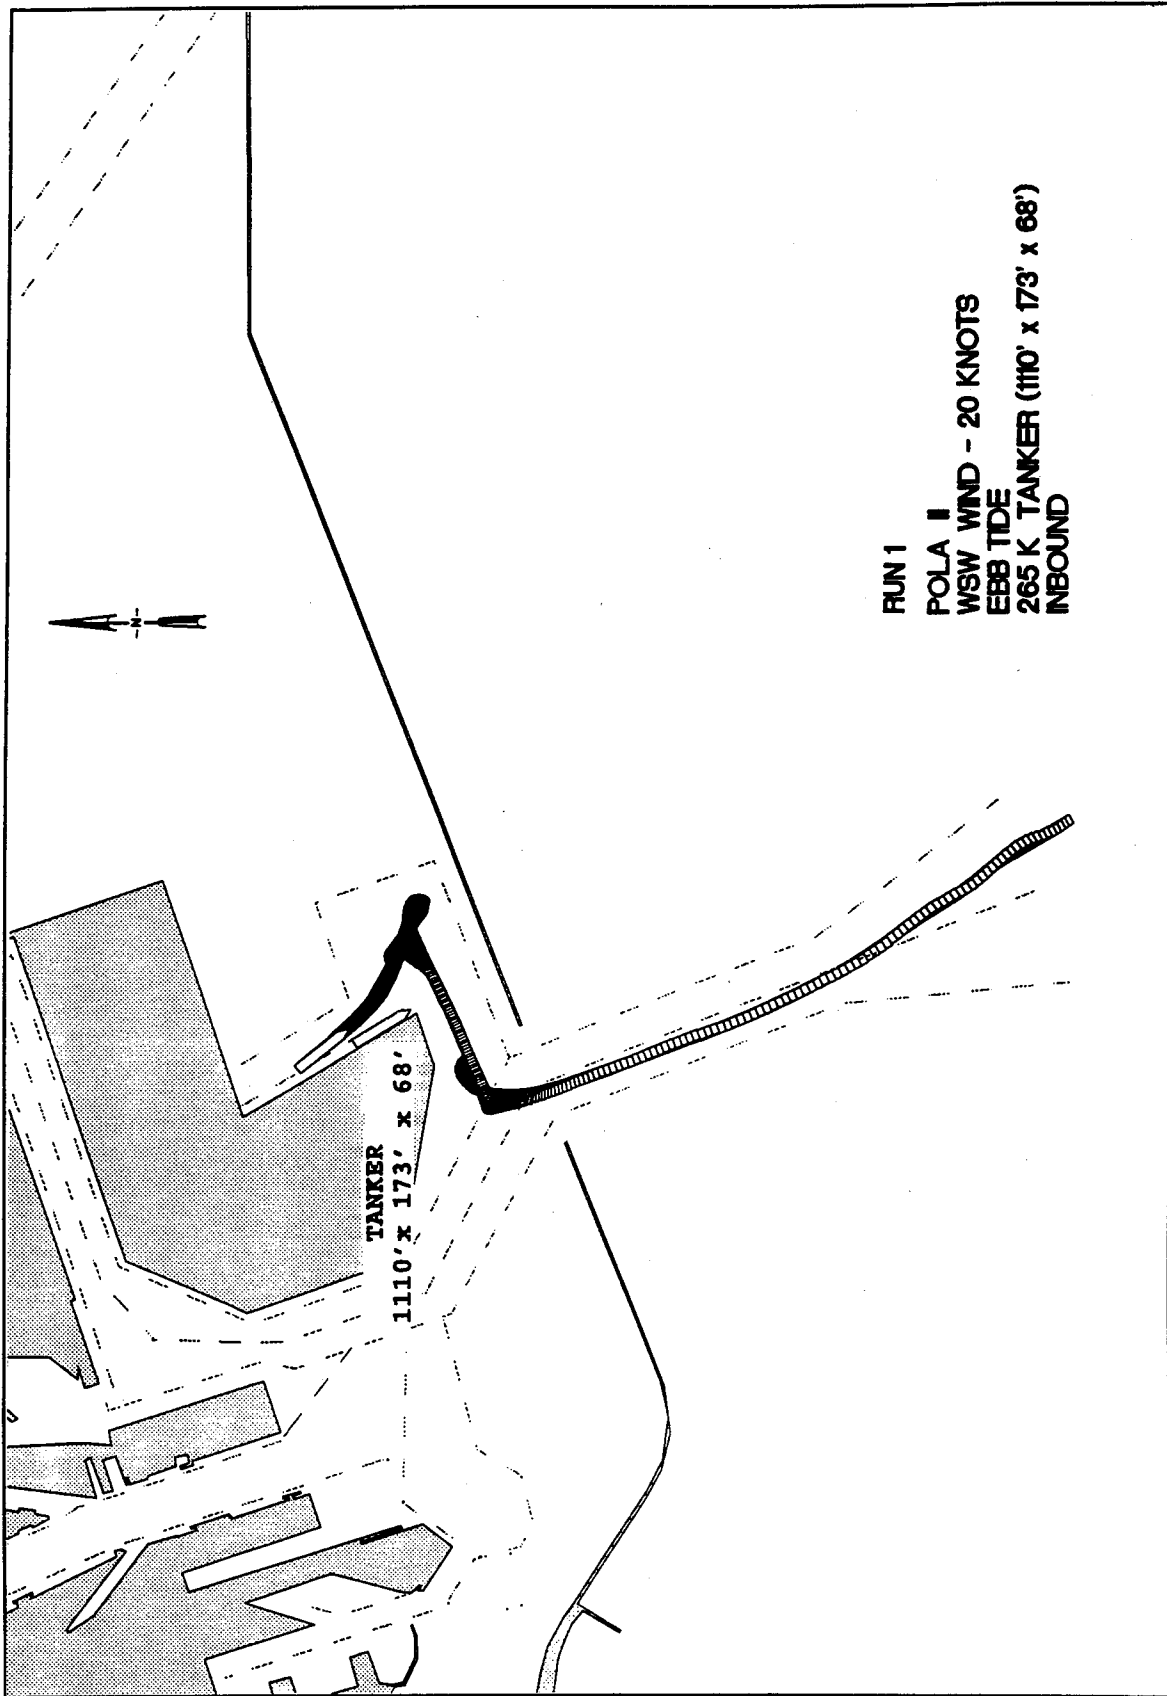 N
TANKER
1110' x 173' x 68'
RUN 1
POLA II
WSW WIND - 20 KNOTS
EBB TIDE
265 K TANKER (1110' x 173' x 68')
INBOUND